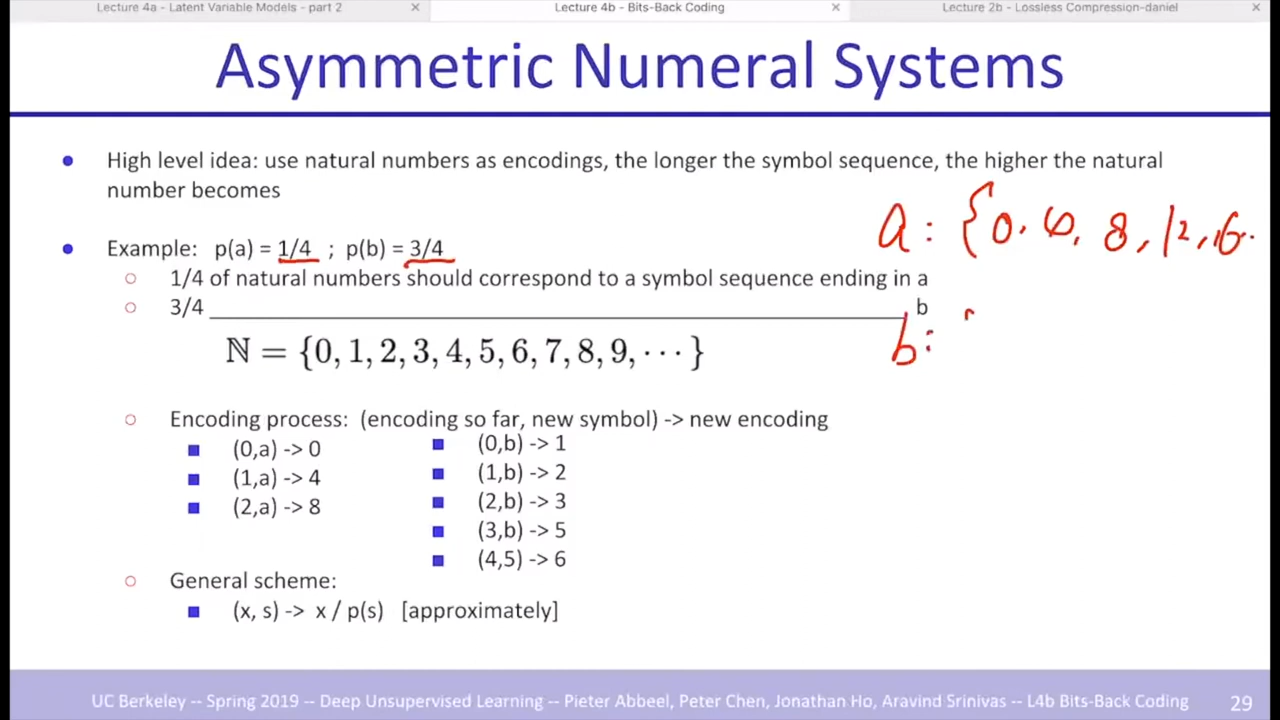 Lecture 4a - Latent Variable Models - part 2 × Lecture 4b - Bits-Back Coding × Lecture 2b - Lossless Compression-daniel ×
Asymmetric Numeral Systems
High level idea: use natural numbers as encodings, the longer the symbol sequence, the higher the natural
number becomes
Example: p(a) = 1/4 ; p(b) = 3/4
1/4 of natural numbers should correspond to a symbol sequence ending in a
3/4 ______ b
ℕ = {0, 1, 2, 3, 4, 5, 6, 7, 8, 9, ⋯ }
a : { 0, 8, 12, 16.
b :
Encoding process: (encoding so far, new symbol) -> new encoding
(0,a) -> 0
(1,a) -> 4
(2,a) -> 8
(0,b) -> 1
(1,b) -> 2
(2,b) -> 3
(3,b) -> 5
(4,5) -> 6
General scheme:
(x, s) -> x / p(s) [approximately]
UC Berkeley -- Spring 2019 -- Deep Unsupervised Learning -- Pieter Abbeel, Peter Chen, Jonathan Ho, Aravind Srinivas -- L4b Bits-Back Coding 29